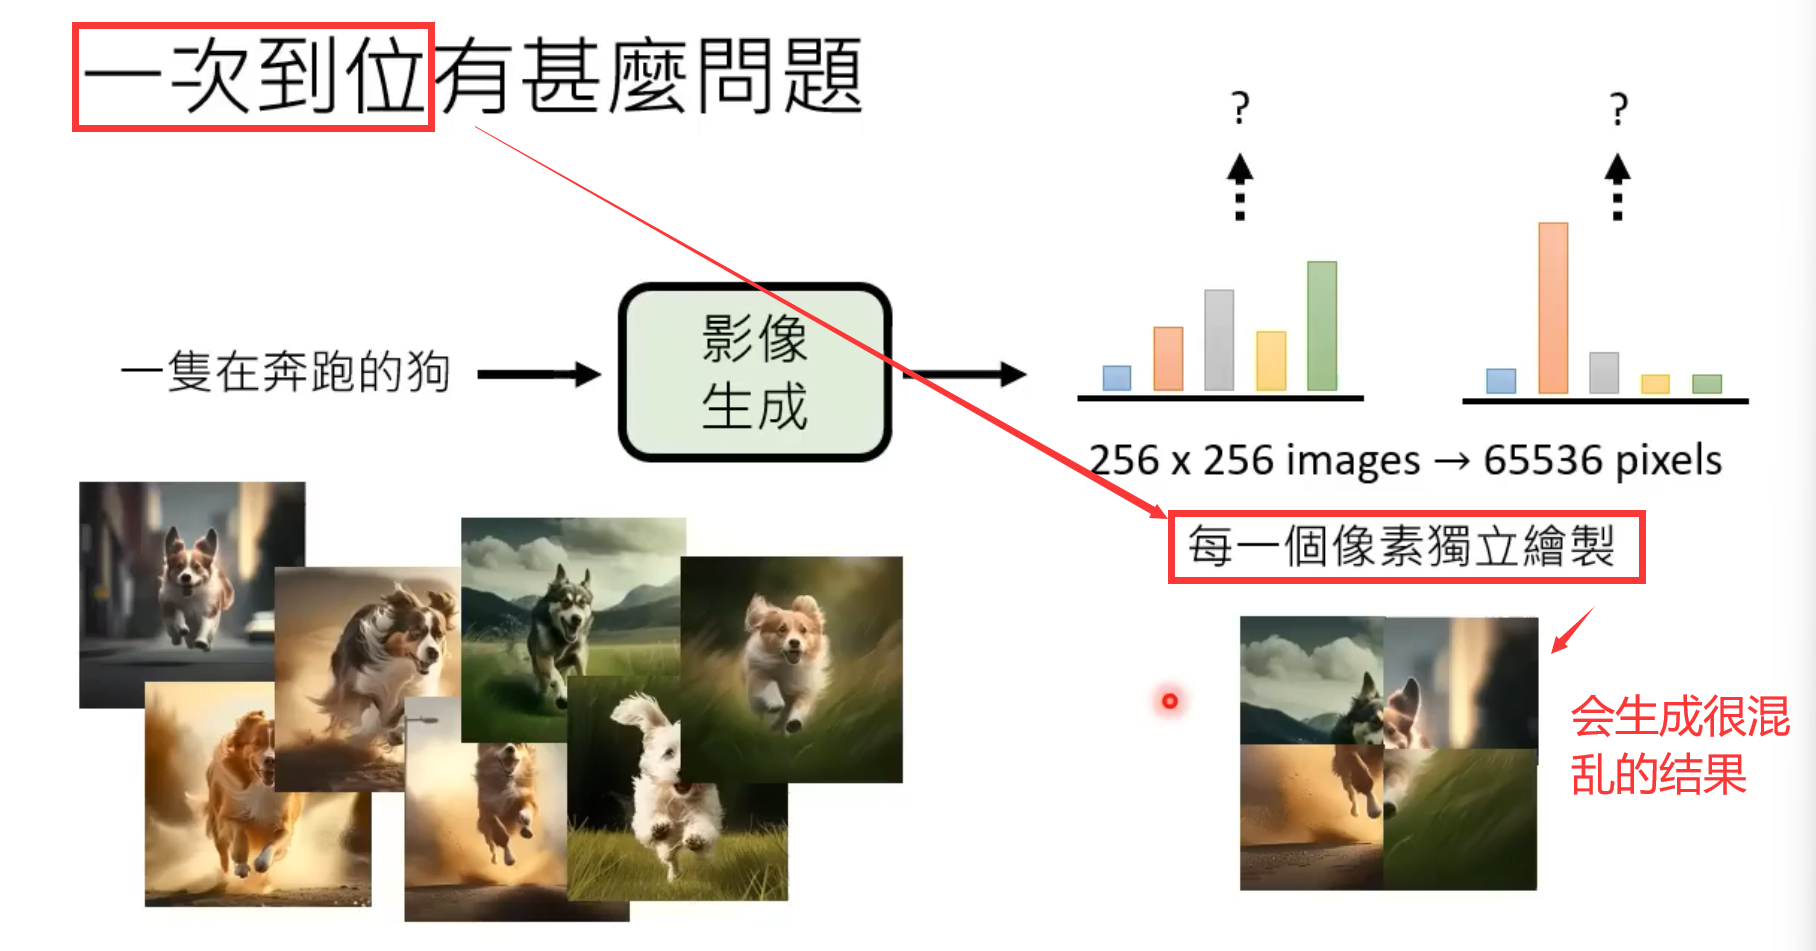 一次到位有甚麼問題
?
?
一隻在奔跑的狗
影像
生成
256 x 256 images → 65536 pixels
每一個像素獨立繪製
会生成很混
乱的结果